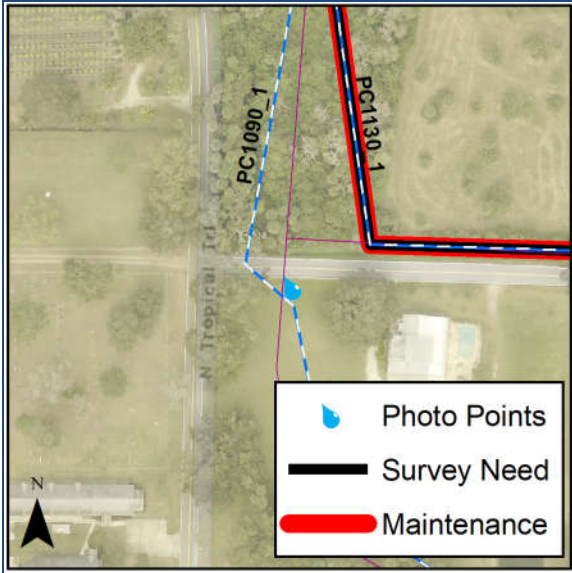 PC1090_1
PC1130_1
N Tropical Trl
Photo Points
Survey Need
Maintenance
N